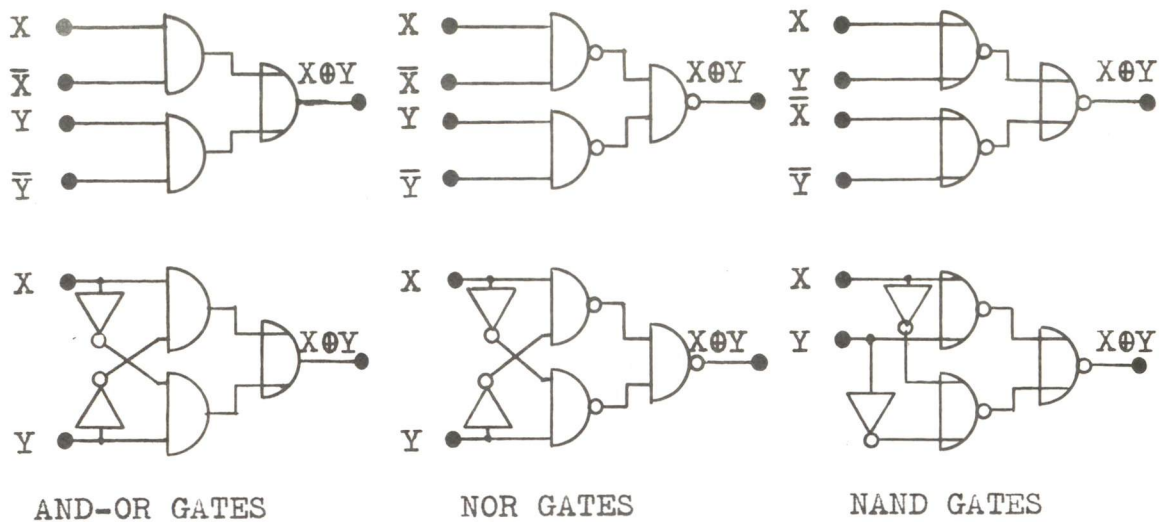 X
X̅
Y
Y̅
X⊕Y
X
X̅
Y
Y̅
X⊕Y
X
Y
X̅
Y̅
X⊕Y
X
Y
X⊕Y
X
Y
X⊕Y
X
Y
X⊕Y
AND-OR GATES
NOR GATES
NAND GATES